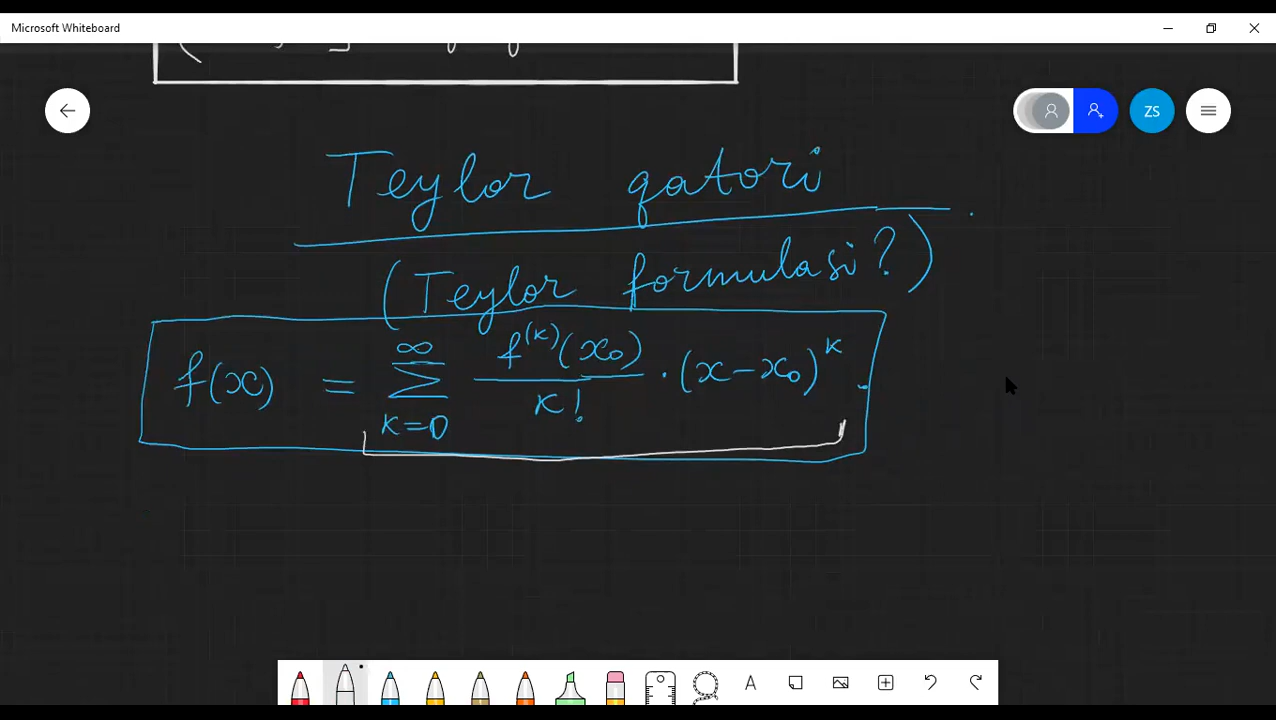 Microsoft Whiteboard
ZS
Teylor qatori
(Teylor formulasi?)
f(x) = ∑_{k=0}^{∞} f^{(k)}(x₀)/k! · (x−x₀)^k.
A